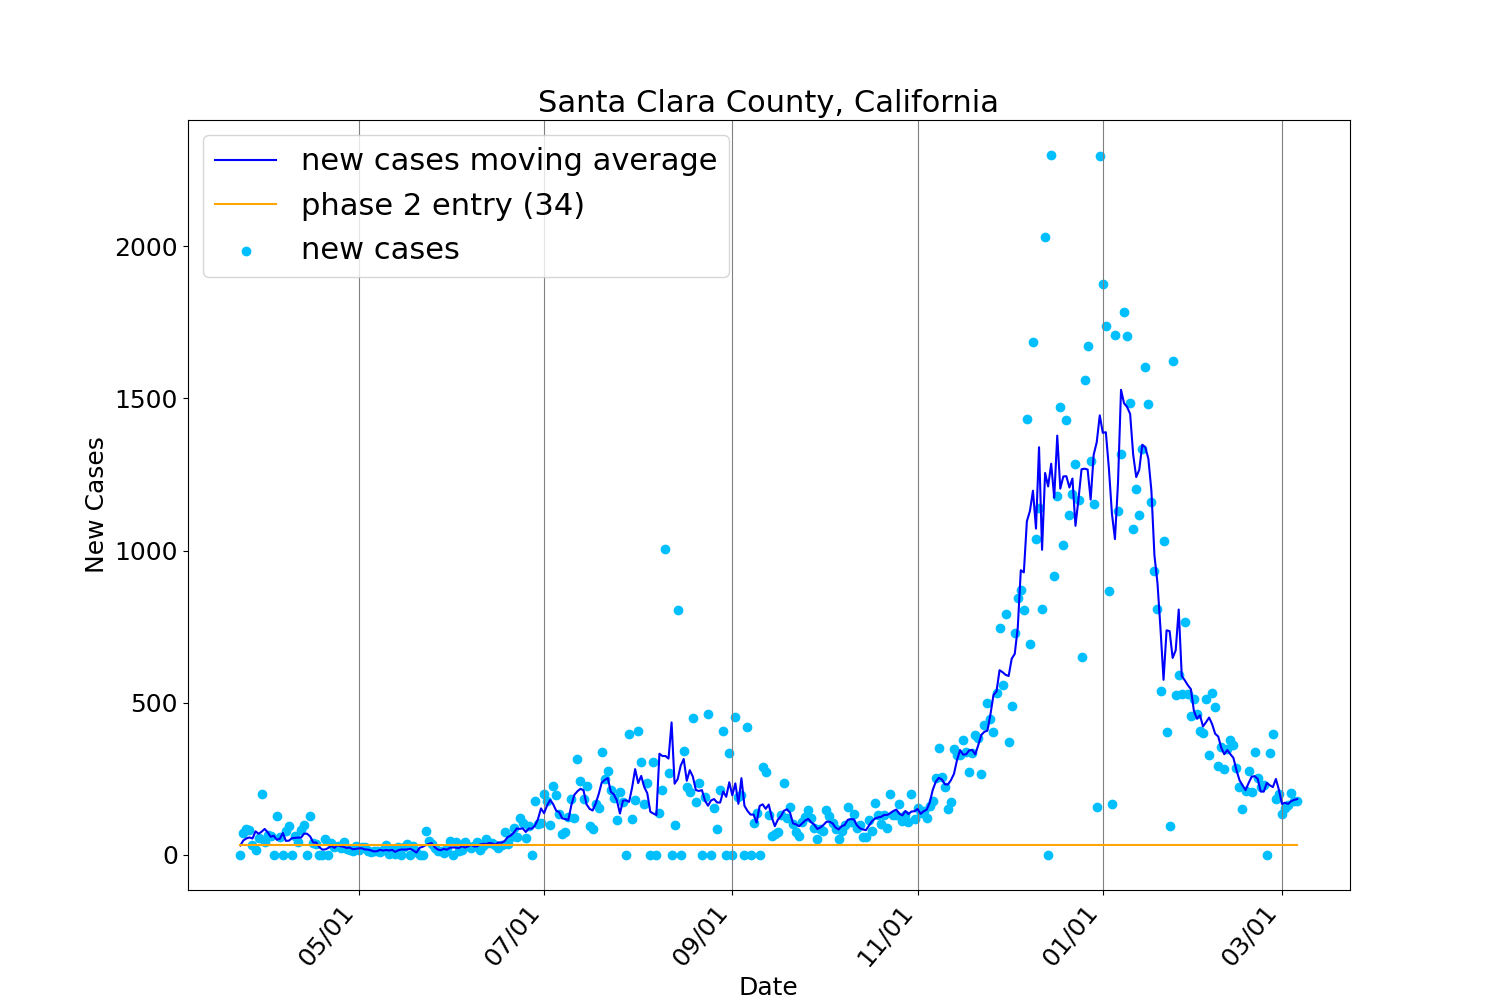 Santa Clara County, California
new cases moving average
phase 2 entry (34)
new cases
New Cases
2000
1500
1000
500
0
05/01
07/01
09/01
11/01
01/01
03/01
Date